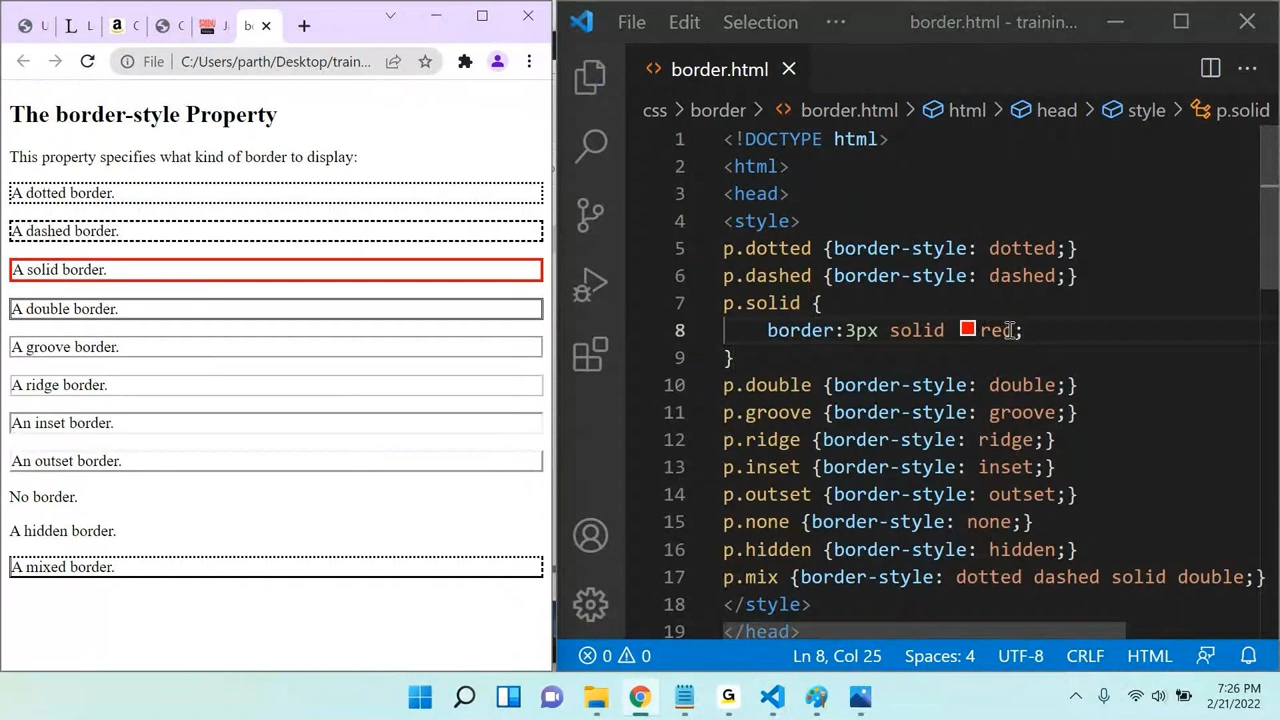 File C:/Users/parth/Desktop/train...
The border-style Property
This property specifies what kind of border to display:
A dotted border.
A dashed border.
A solid border.
A double border.
A groove border.
A ridge border.
An inset border.
An outset border.
No border.
A hidden border.
A mixed border.
File Edit Selection ··· border.html - training...
border.html
css > border > border.html > html > head > style > p.solid
1 <!DOCTYPE html>
2 <html>
3 <head>
4 <style>
5 p.dotted {border-style: dotted;}
6 p.dashed {border-style: dashed;}
7 p.solid {
8 border:3px solid red;
9 }
10 p.double {border-style: double;}
11 p.groove {border-style: groove;}
12 p.ridge {border-style: ridge;}
13 p.inset {border-style: inset;}
14 p.outset {border-style: outset;}
15 p.none {border-style: none;}
16 p.hidden {border-style: hidden;}
17 p.mix {border-style: dotted dashed solid double;}
18 </style>
19 </head>
0 0 Ln 8, Col 25 Spaces: 4 UTF-8 CRLF HTML
7:26 PM
2/21/2022